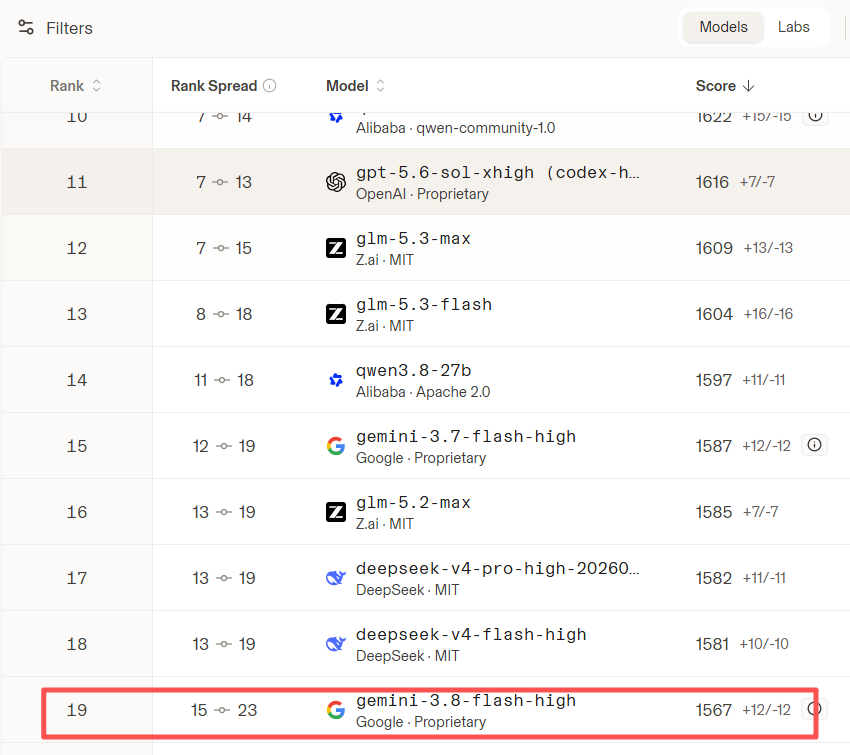 Filters
Models Labs
Rank Rank Spread Model Score
10 7 14 1622 +15/-15
Alibaba · qwen-community-1.0
11 7 13 gpt-5.6-sol-xhigh (codex-h… 1616 +7/-7
OpenAI · Proprietary
12 7 15 glm-5.3-max 1609 +13/-13
Z.ai · MIT
13 8 18 glm-5.3-flash 1604 +16/-16
Z.ai · MIT
14 11 18 qwen3.8-27b 1597 +11/-11
Alibaba · Apache 2.0
15 12 19 gemini-3.7-flash-high 1587 +12/-12
Google · Proprietary
16 13 19 glm-5.2-max 1585 +7/-7
Z.ai · MIT
17 13 19 deepseek-v4-pro-high-20260… 1582 +11/-11
DeepSeek · MIT
18 13 19 deepseek-v4-flash-high 1581 +10/-10
DeepSeek · MIT
19 15 23 gemini-3.8-flash-high 1567 +12/-12
Google · Proprietary